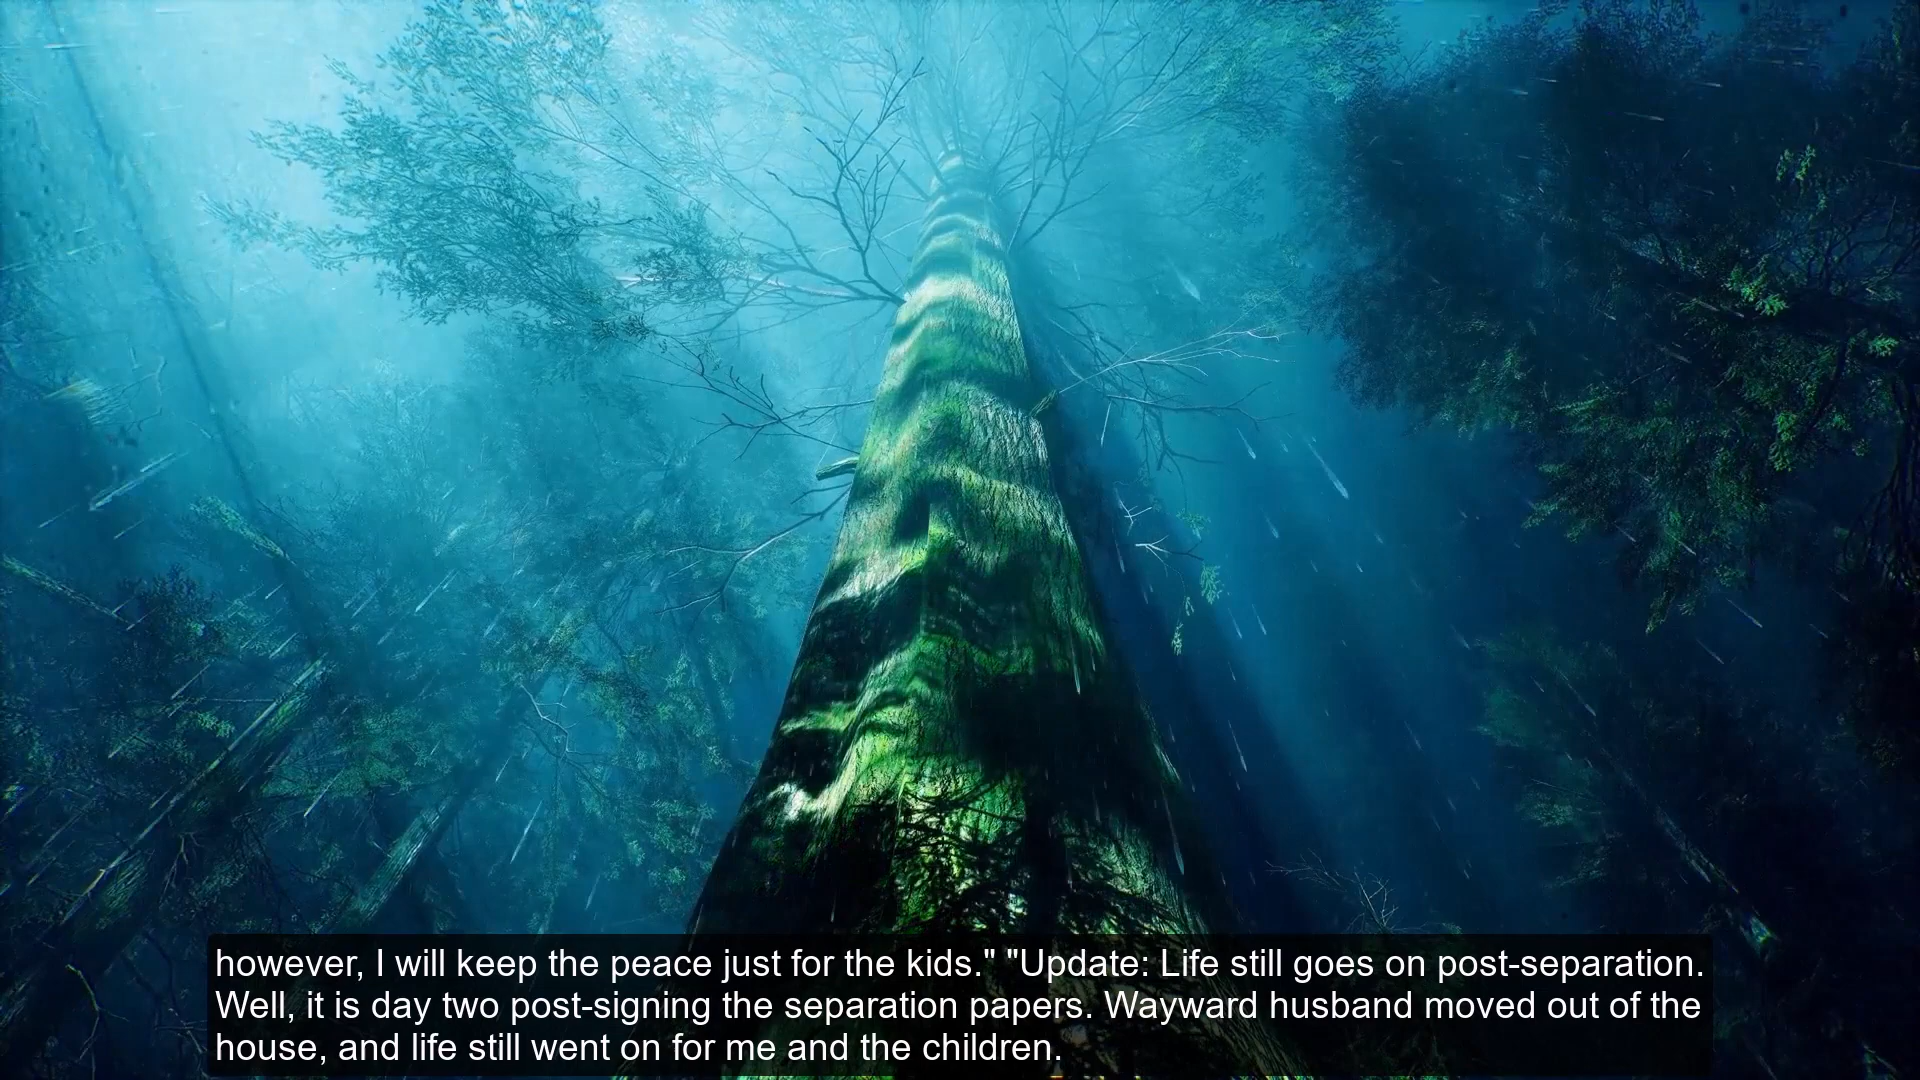 however, I will keep the peace just for the kids." "Update: Life still goes on post-separation.
Well, it is day two post-signing the separation papers. Wayward husband moved out of the
house, and life still went on for me and the children.